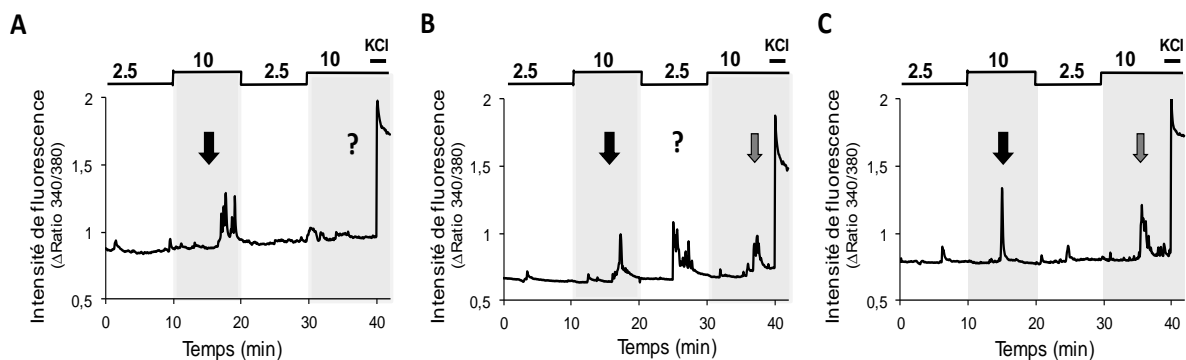 A
KCl
2.5 10 2.5 10
2
1,5
1
0,5
?
Intensité de fluorescence
(ΔRatio 340/380)
0 10 20 30 40
Temps (min)
B
KCl
2.5 10 2.5 10
2
1,5
1
0,5
?
Intensité de fluorescence
(ΔRatio 340/380)
0 10 20 30 40
Temps (min)
C
KCl
2.5 10 2.5 10
2
1,5
1
0,5
Intensité de fluorescence
(ΔRatio 340/380)
0 10 20 30 40
Temps (min)